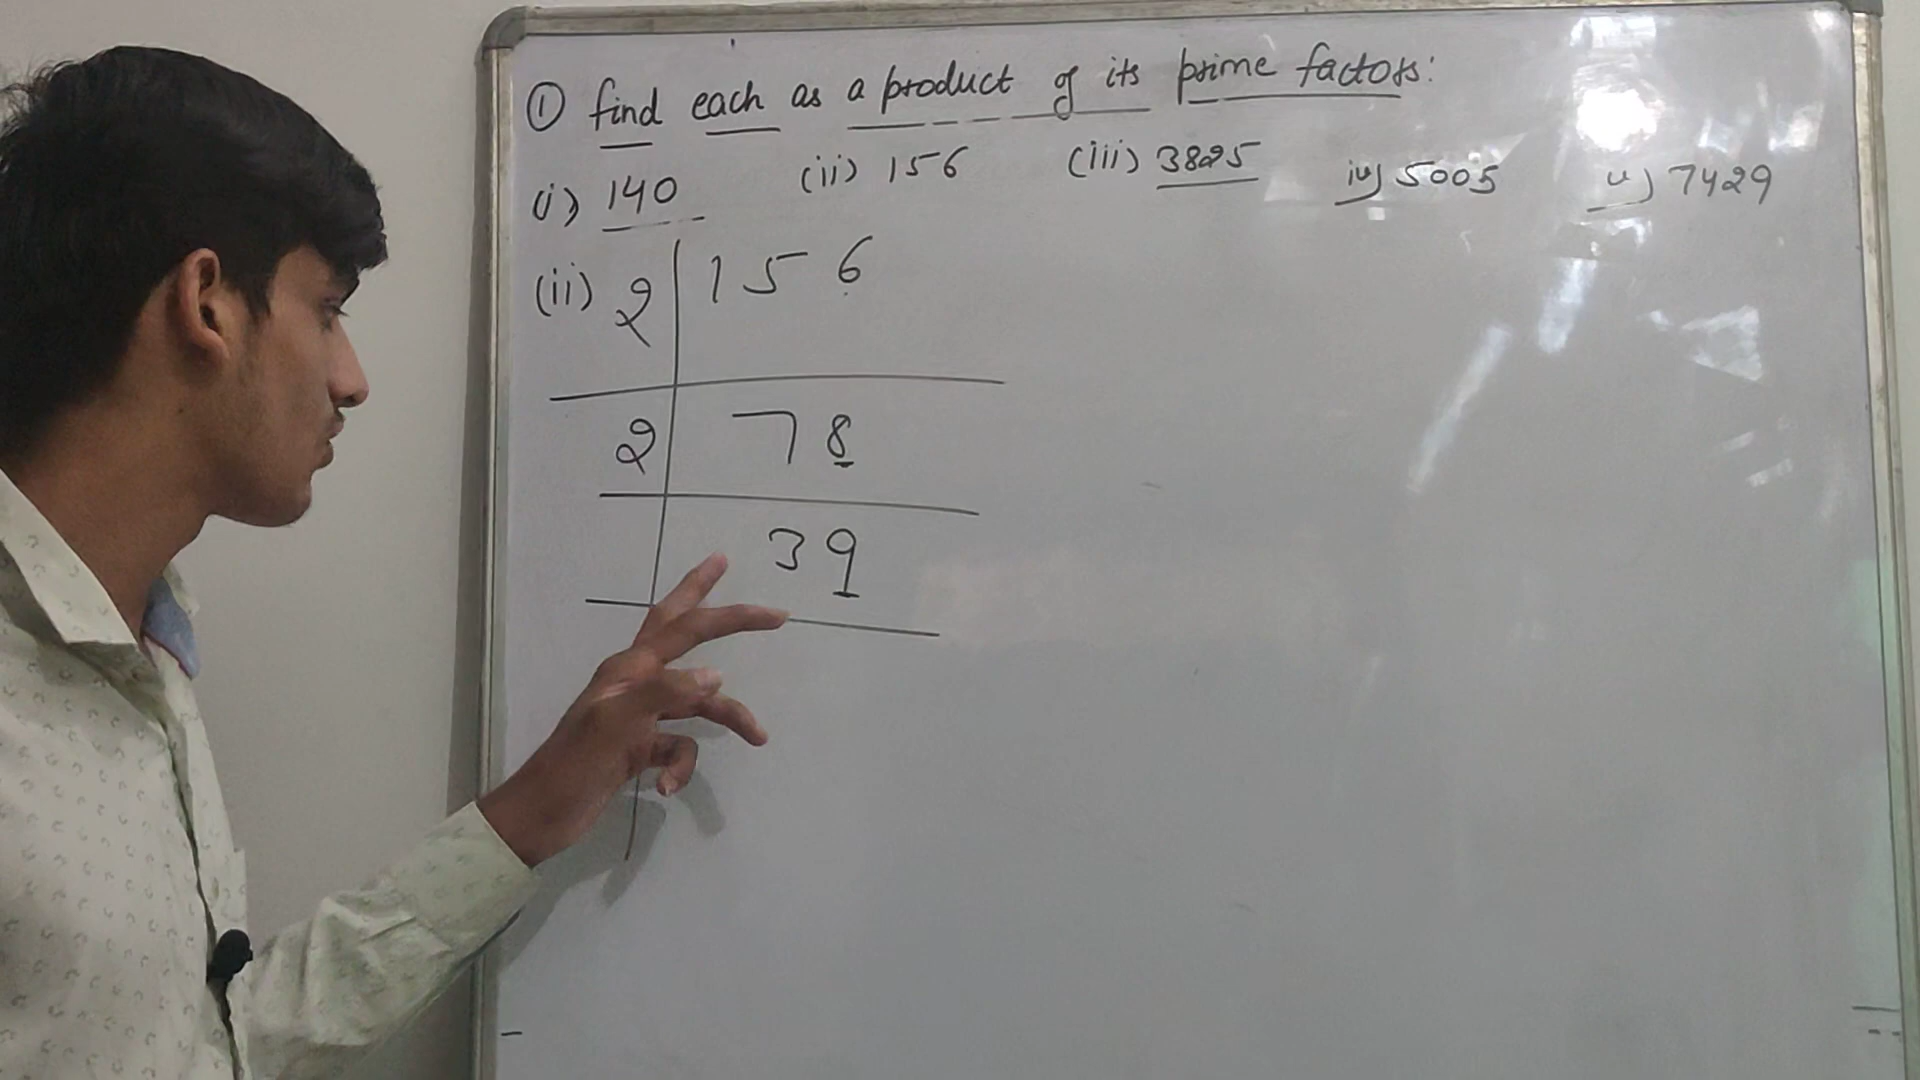 ① find each as a product of its prime factors:
(i) 140 (ii) 156 (iii) 3825 iv) 5005 v) 7429
(ii) 2 | 156
2 | 78
39